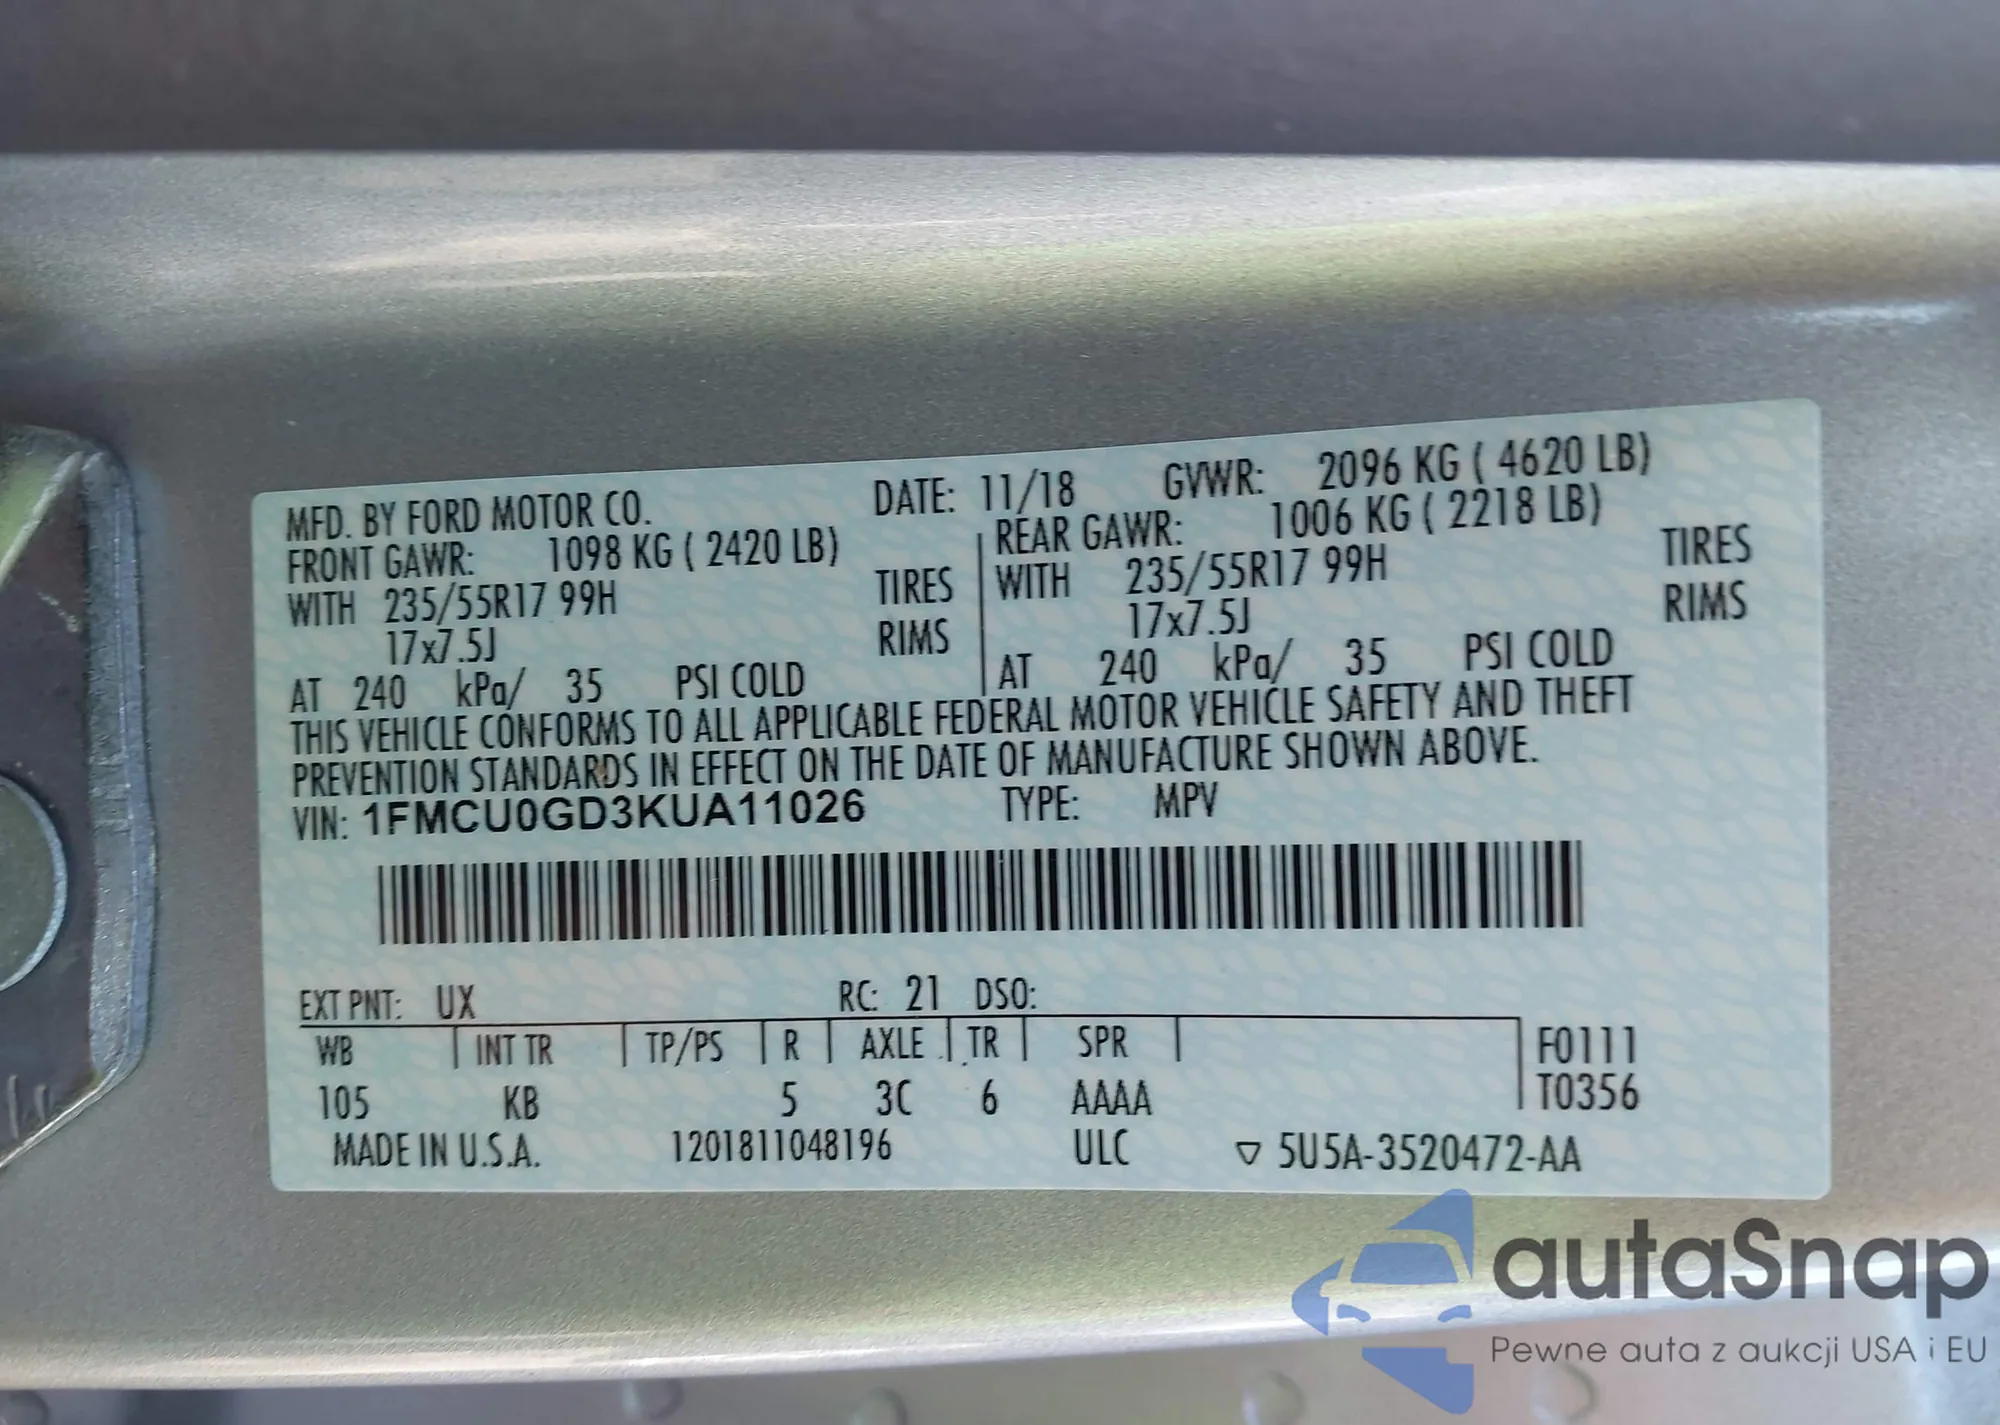 MFD. BY FORD MOTOR CO. DATE: 11/18 GVWR: 2096 KG ( 4620 LB)
FRONT GAWR: 1098 KG ( 2420 LB) REAR GAWR: 1006 KG ( 2218 LB)
WITH 235/55R17 99H TIRES WITH 235/55R17 99H TIRES
17x7.5J RIMS 17x7.5J RIMS
AT 240 kPa/ 35 PSI COLD AT 240 kPa/ 35 PSI COLD
THIS VEHICLE CONFORMS TO ALL APPLICABLE FEDERAL MOTOR VEHICLE SAFETY AND THEFT
PREVENTION STANDARDS IN EFFECT ON THE DATE OF MANUFACTURE SHOWN ABOVE.
VIN: 1FMCU0GD3KUA11026 TYPE: MPV
EXT PNT: UX RC: 21 DSO:
WB INT TR TP/PS R AXLE TR SPR F0111
105 KB 5 3C 6 AAAA T0356
MADE IN U.S.A. 1201811048196 ULC ▽ 5U5A-3520472-AA
autaSnap
Pewne auta z aukcji USA i EU